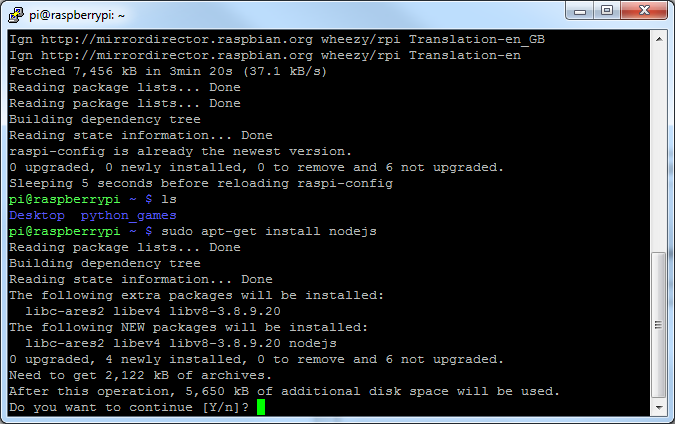 pi@raspberrypi: ~
Ign http://mirrordirector.raspbian.org wheezy/rpi Translation-en_GB
Ign http://mirrordirector.raspbian.org wheezy/rpi Translation-en
Fetched 7,456 kB in 3min 20s (37.1 kB/s)
Reading package lists... Done
Reading package lists... Done
Building dependency tree
Reading state information... Done
raspi-config is already the newest version.
0 upgraded, 0 newly installed, 0 to remove and 6 not upgraded.
Sleeping 5 seconds before reloading raspi-config
pi@raspberrypi ~ $ ls
Desktop  python_games
pi@raspberrypi ~ $ sudo apt-get install nodejs
Reading package lists... Done
Building dependency tree
Reading state information... Done
The following extra packages will be installed:
  libc-ares2 libev4 libv8-3.8.9.20
The following NEW packages will be installed:
  libc-ares2 libev4 libv8-3.8.9.20 nodejs
0 upgraded, 4 newly installed, 0 to remove and 6 not upgraded.
Need to get 2,122 kB of archives.
After this operation, 5,650 kB of additional disk space will be used.
Do you want to continue [Y/n]?